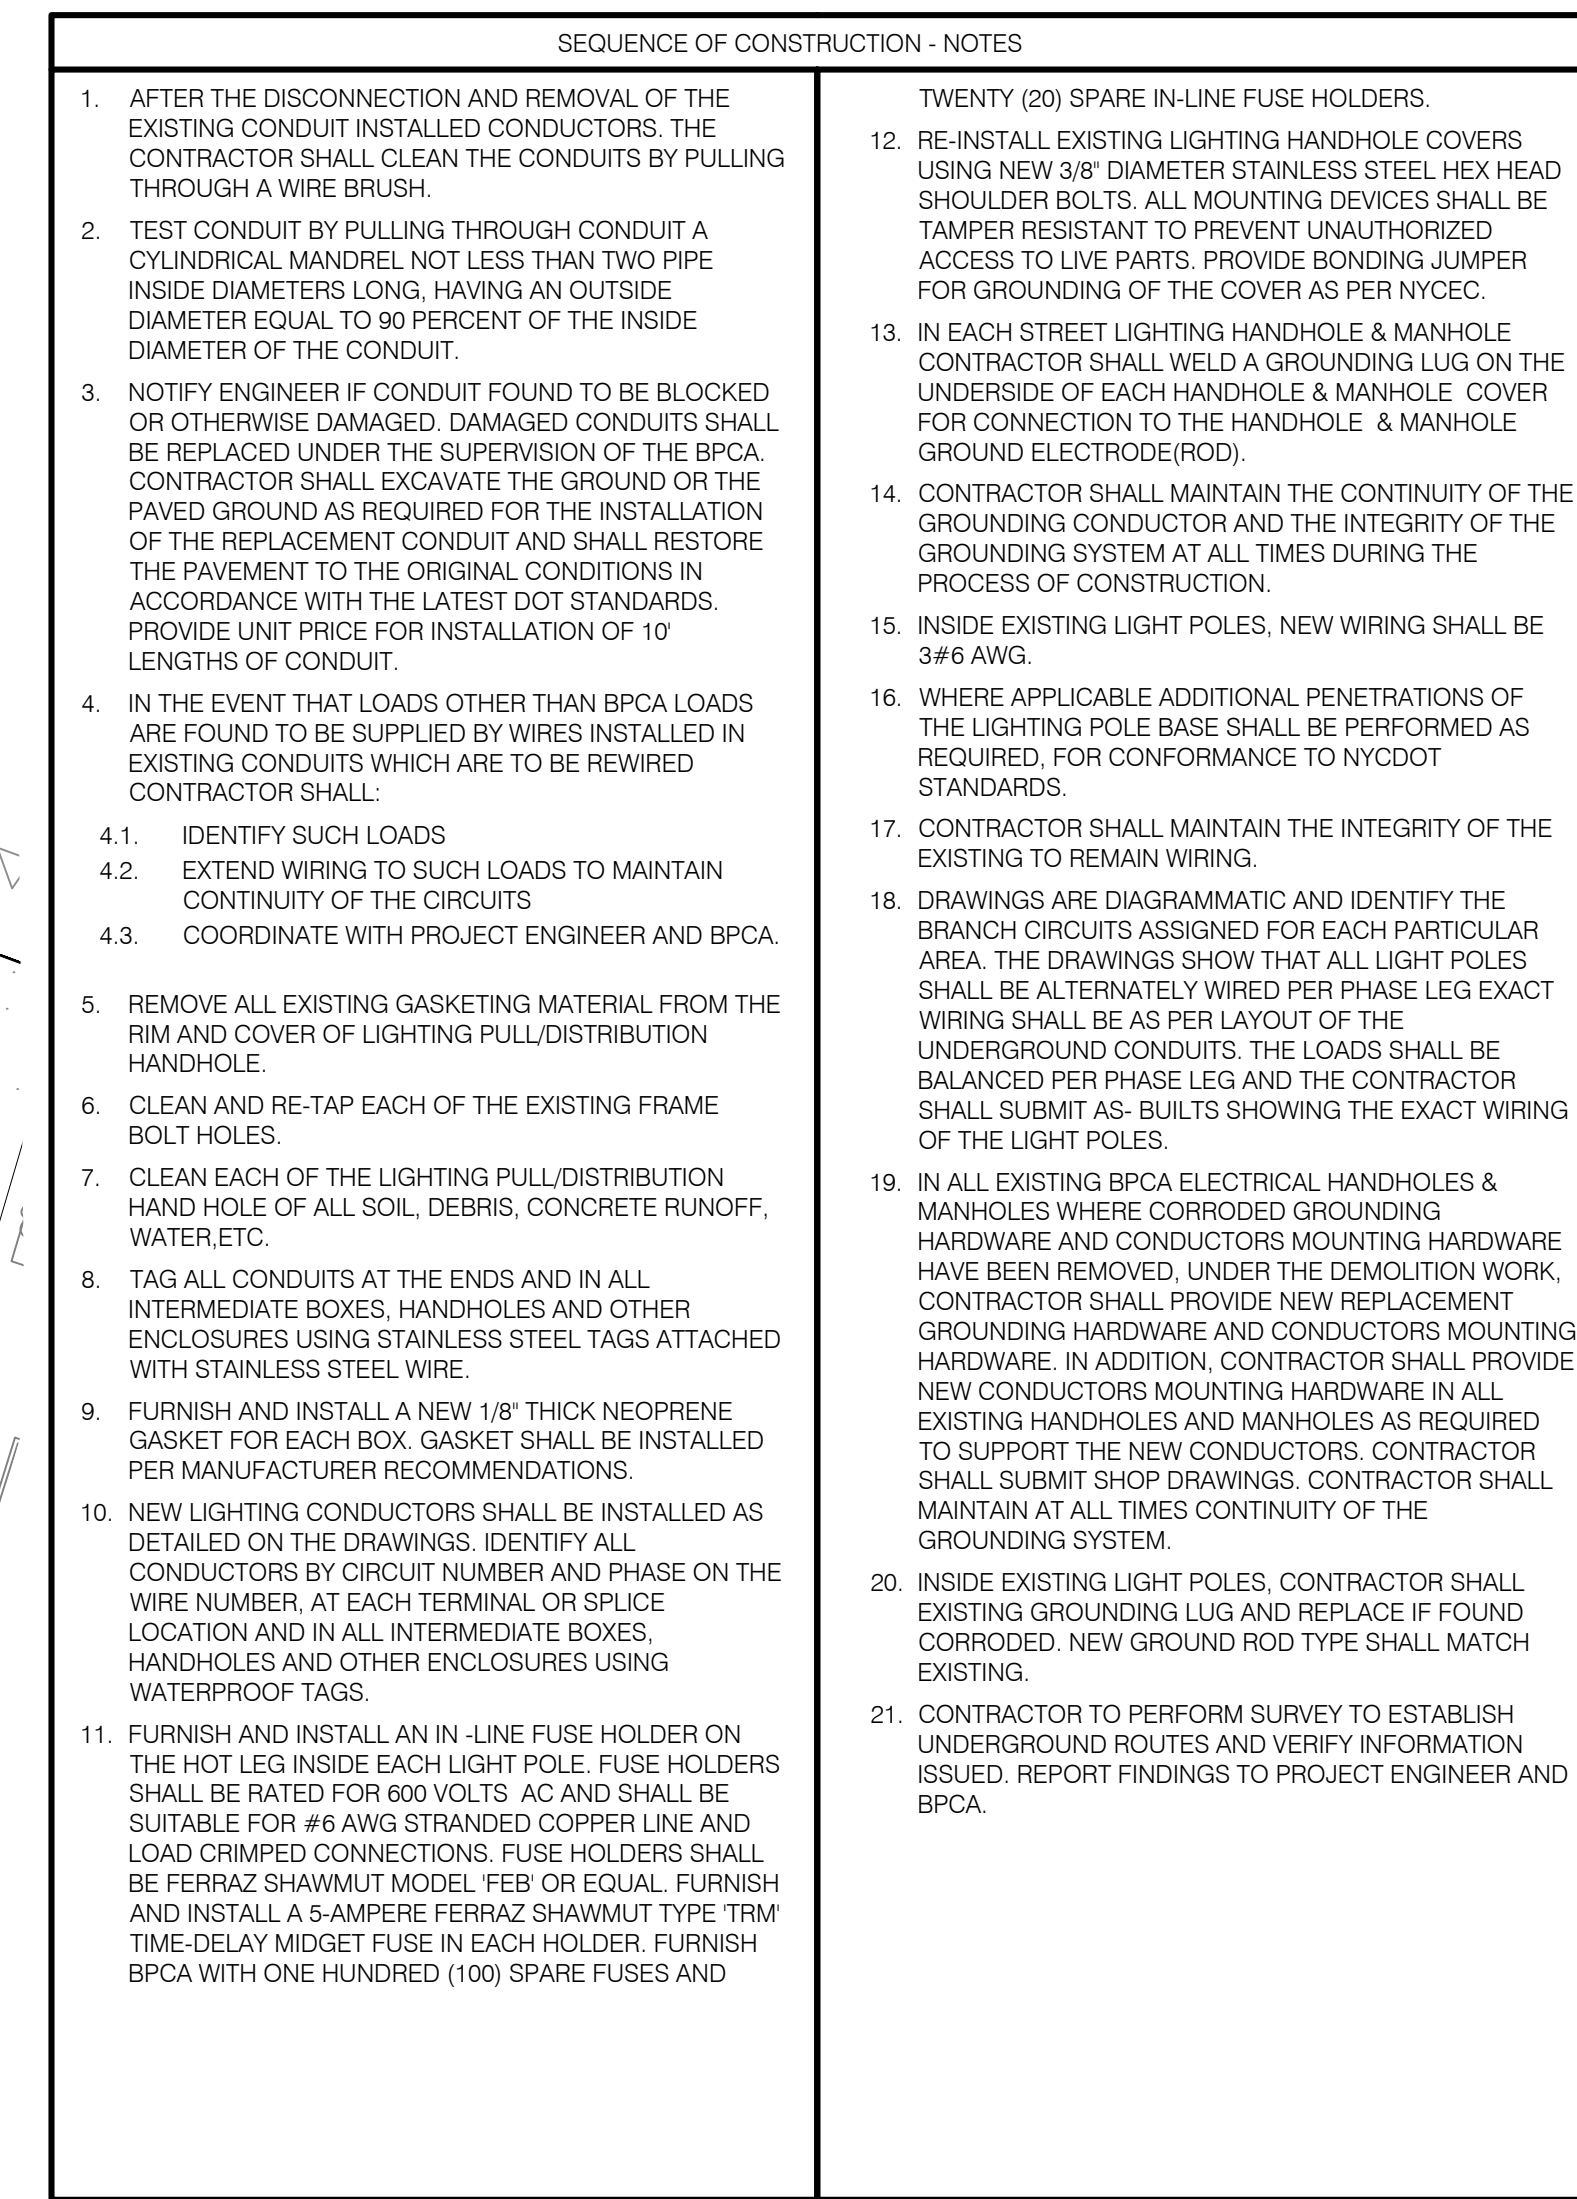 SEQUENCE OF CONSTRUCTION - NOTES
1. AFTER THE DISCONNECTION AND REMOVAL OF THE
EXISTING CONDUIT INSTALLED CONDUCTORS. THE
CONTRACTOR SHALL CLEAN THE CONDUITS BY PULLING
THROUGH A WIRE BRUSH.
2. TEST CONDUIT BY PULLING THROUGH CONDUIT A
CYLINDRICAL MANDREL NOT LESS THAN TWO PIPE
INSIDE DIAMETERS LONG, HAVING AN OUTSIDE
DIAMETER EQUAL TO 90 PERCENT OF THE INSIDE
DIAMETER OF THE CONDUIT.
3. NOTIFY ENGINEER IF CONDUIT FOUND TO BE BLOCKED
OR OTHERWISE DAMAGED. DAMAGED CONDUITS SHALL
BE REPLACED UNDER THE SUPERVISION OF THE BPCA.
CONTRACTOR SHALL EXCAVATE THE GROUND OR THE
PAVED GROUND AS REQUIRED FOR THE INSTALLATION
OF THE REPLACEMENT CONDUIT AND SHALL RESTORE
THE PAVEMENT TO THE ORIGINAL CONDITIONS IN
ACCORDANCE WITH THE LATEST DOT STANDARDS.
PROVIDE UNIT PRICE FOR INSTALLATION OF 10'
LENGTHS OF CONDUIT.
4. IN THE EVENT THAT LOADS OTHER THAN BPCA LOADS
ARE FOUND TO BE SUPPLIED BY WIRES INSTALLED IN
EXISTING CONDUITS WHICH ARE TO BE REWIRED
CONTRACTOR SHALL:
4.1. IDENTIFY SUCH LOADS
4.2. EXTEND WIRING TO SUCH LOADS TO MAINTAIN
CONTINUITY OF THE CIRCUITS
4.3. COORDINATE WITH PROJECT ENGINEER AND BPCA.
5. REMOVE ALL EXISTING GASKETING MATERIAL FROM THE
RIM AND COVER OF LIGHTING PULL/DISTRIBUTION
HANDHOLE.
6. CLEAN AND RE-TAP EACH OF THE EXISTING FRAME
BOLT HOLES.
7. CLEAN EACH OF THE LIGHTING PULL/DISTRIBUTION
HAND HOLE OF ALL SOIL, DEBRIS, CONCRETE RUNOFF,
WATER,ETC.
8. TAG ALL CONDUITS AT THE ENDS AND IN ALL
INTERMEDIATE BOXES, HANDHOLES AND OTHER
ENCLOSURES USING STAINLESS STEEL TAGS ATTACHED
WITH STAINLESS STEEL WIRE.
9. FURNISH AND INSTALL A NEW 1/8" THICK NEOPRENE
GASKET FOR EACH BOX. GASKET SHALL BE INSTALLED
PER MANUFACTURER RECOMMENDATIONS.
10. NEW LIGHTING CONDUCTORS SHALL BE INSTALLED AS
DETAILED ON THE DRAWINGS. IDENTIFY ALL
CONDUCTORS BY CIRCUIT NUMBER AND PHASE ON THE
WIRE NUMBER, AT EACH TERMINAL OR SPLICE
LOCATION AND IN ALL INTERMEDIATE BOXES,
HANDHOLES AND OTHER ENCLOSURES USING
WATERPROOF TAGS.
11. FURNISH AND INSTALL AN IN -LINE FUSE HOLDER ON
THE HOT LEG INSIDE EACH LIGHT POLE. FUSE HOLDERS
SHALL BE RATED FOR 600 VOLTS AC AND SHALL BE
SUITABLE FOR #6 AWG STRANDED COPPER LINE AND
LOAD CRIMPED CONNECTIONS. FUSE HOLDERS SHALL
BE FERRAZ SHAWMUT MODEL 'FEB' OR EQUAL. FURNISH
AND INSTALL A 5-AMPERE FERRAZ SHAWMUT TYPE 'TRM'
TIME-DELAY MIDGET FUSE IN EACH HOLDER. FURNISH
BPCA WITH ONE HUNDRED (100) SPARE FUSES AND
TWENTY (20) SPARE IN-LINE FUSE HOLDERS.
12. RE-INSTALL EXISTING LIGHTING HANDHOLE COVERS
USING NEW 3/8" DIAMETER STAINLESS STEEL HEX HEAD
SHOULDER BOLTS. ALL MOUNTING DEVICES SHALL BE
TAMPER RESISTANT TO PREVENT UNAUTHORIZED
ACCESS TO LIVE PARTS. PROVIDE BONDING JUMPER
FOR GROUNDING OF THE COVER AS PER NYCEC.
13. IN EACH STREET LIGHTING HANDHOLE & MANHOLE
CONTRACTOR SHALL WELD A GROUNDING LUG ON THE
UNDERSIDE OF EACH HANDHOLE & MANHOLE COVER
FOR CONNECTION TO THE HANDHOLE & MANHOLE
GROUND ELECTRODE(ROD).
14. CONTRACTOR SHALL MAINTAIN THE CONTINUITY OF THE
GROUNDING CONDUCTOR AND THE INTEGRITY OF THE
GROUNDING SYSTEM AT ALL TIMES DURING THE
PROCESS OF CONSTRUCTION.
15. INSIDE EXISTING LIGHT POLES, NEW WIRING SHALL BE
3#6 AWG.
16. WHERE APPLICABLE ADDITIONAL PENETRATIONS OF
THE LIGHTING POLE BASE SHALL BE PERFORMED AS
REQUIRED, FOR CONFORMANCE TO NYCDOT
STANDARDS.
17. CONTRACTOR SHALL MAINTAIN THE INTEGRITY OF THE
EXISTING TO REMAIN WIRING.
18. DRAWINGS ARE DIAGRAMMATIC AND IDENTIFY THE
BRANCH CIRCUITS ASSIGNED FOR EACH PARTICULAR
AREA. THE DRAWINGS SHOW THAT ALL LIGHT POLES
SHALL BE ALTERNATELY WIRED PER PHASE LEG EXACT
WIRING SHALL BE AS PER LAYOUT OF THE
UNDERGROUND CONDUITS. THE LOADS SHALL BE
BALANCED PER PHASE LEG AND THE CONTRACTOR
SHALL SUBMIT AS- BUILTS SHOWING THE EXACT WIRING
OF THE LIGHT POLES.
19. IN ALL EXISTING BPCA ELECTRICAL HANDHOLES &
MANHOLES WHERE CORRODED GROUNDING
HARDWARE AND CONDUCTORS MOUNTING HARDWARE
HAVE BEEN REMOVED, UNDER THE DEMOLITION WORK,
CONTRACTOR SHALL PROVIDE NEW REPLACEMENT
GROUNDING HARDWARE AND CONDUCTORS MOUNTING
HARDWARE. IN ADDITION, CONTRACTOR SHALL PROVIDE
NEW CONDUCTORS MOUNTING HARDWARE IN ALL
EXISTING HANDHOLES AND MANHOLES AS REQUIRED
TO SUPPORT THE NEW CONDUCTORS. CONTRACTOR
SHALL SUBMIT SHOP DRAWINGS. CONTRACTOR SHALL
MAINTAIN AT ALL TIMES CONTINUITY OF THE
GROUNDING SYSTEM.
20. INSIDE EXISTING LIGHT POLES, CONTRACTOR SHALL
EXISTING GROUNDING LUG AND REPLACE IF FOUND
CORRODED. NEW GROUND ROD TYPE SHALL MATCH
EXISTING.
21. CONTRACTOR TO PERFORM SURVEY TO ESTABLISH
UNDERGROUND ROUTES AND VERIFY INFORMATION
ISSUED. REPORT FINDINGS TO PROJECT ENGINEER AND
BPCA.